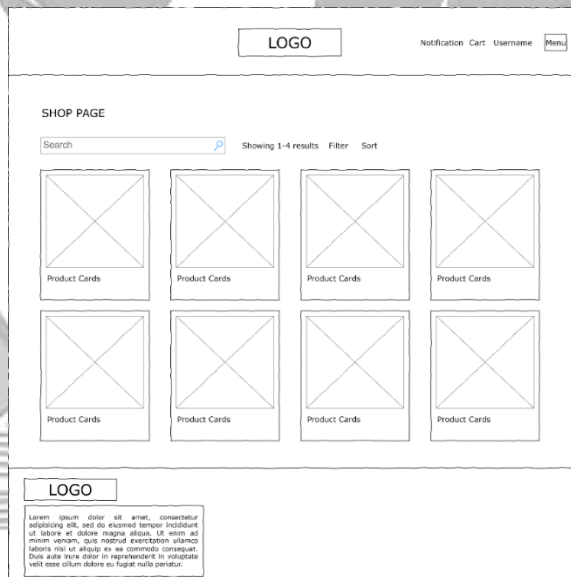 LOGO
Notification Cart Username Menu
SHOP PAGE
Search
Showing 1-4 results Filter Sort
Product Cards
Product Cards
Product Cards
Product Cards
Product Cards
Product Cards
Product Cards
Product Cards
LOGO
Lorem ipsum dolor sit amet, consectetur
adipisicing elit, sed do eiusmod tempor incididunt
ut labore et dolore magna aliqua. Ut enim ad
minim veniam, quis nostrud exercitation ullamco
laboris nisi ut aliquip ex ea commodo consequat.
Duis aute irure dolor in reprehenderit in voluptate
velit esse cillum dolore eu fugiat nulla pariatur.